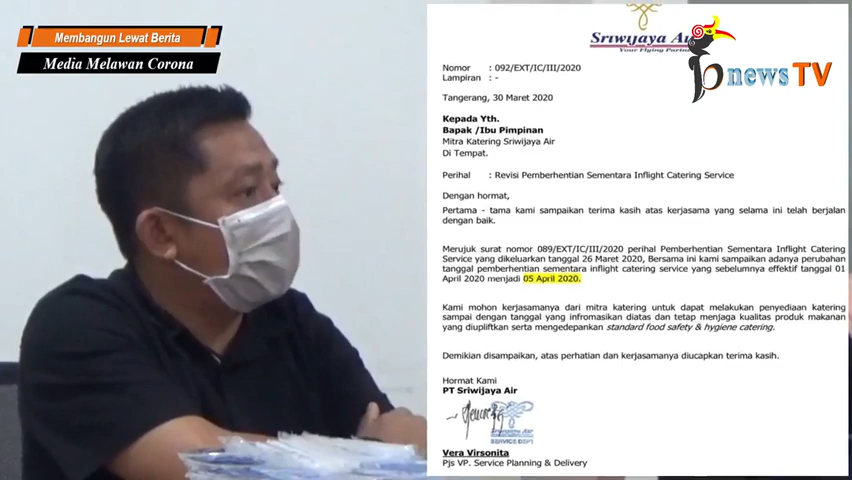 Membangun Lewat Berita
Media Melawan Corona
Sriwijaya Air
Your Flying Partner
bnewsTV
Nomor : 092/EXT/IC/III/2020
Lampiran : -
Tangerang, 30 Maret 2020
Kepada Yth.
Bapak /Ibu Pimpinan
Mitra Katering Sriwijaya Air
Di Tempat.
Perihal : Revisi Pemberhentian Sementara Inflight Catering Service
Dengan hormat,
Pertama - tama kami sampaikan terima kasih atas kerjasama yang selama ini telah berjalan
dengan baik.
Merujuk surat nomor 089/EXT/IC/III/2020 perihal Pemberhentian Sementara Inflight Catering
Service yang dikeluarkan tanggal 26 Maret 2020, Bersama ini kami sampaikan adanya perubahan
tanggal pemberhentian sementara inflight catering service yang sebelumnya effektif tanggal 01
April 2020 menjadi 05 April 2020.
Kami mohon kerjasamanya dari mitra katering untuk dapat melakukan penyediaan katering
sampai dengan tanggal yang infromasikan diatas dan tetap menjaga kualitas produk makanan
yang diupliftkan serta mengedepankan standard food safety & hygiene catering.
Demikian disampaikan, atas perhatian dan kerjasamanya diucapkan terima kasih.
Hormat Kami
PT Sriwijaya Air
Sriwijaya Air
SERVICE DEPT
Vera Virsonita
Pjs VP. Service Planning & Delivery